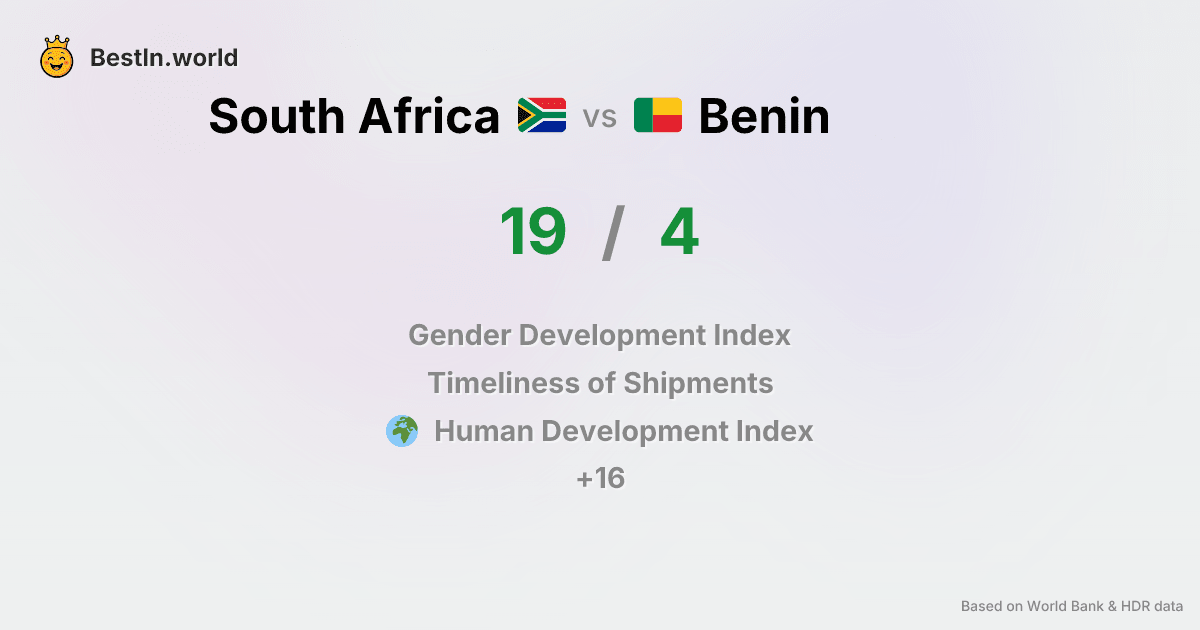 BestIn.world
South Africa vs Benin
19 / 4
Gender Development Index
Timeliness of Shipments
Human Development Index
+16
Based on World Bank & HDR data